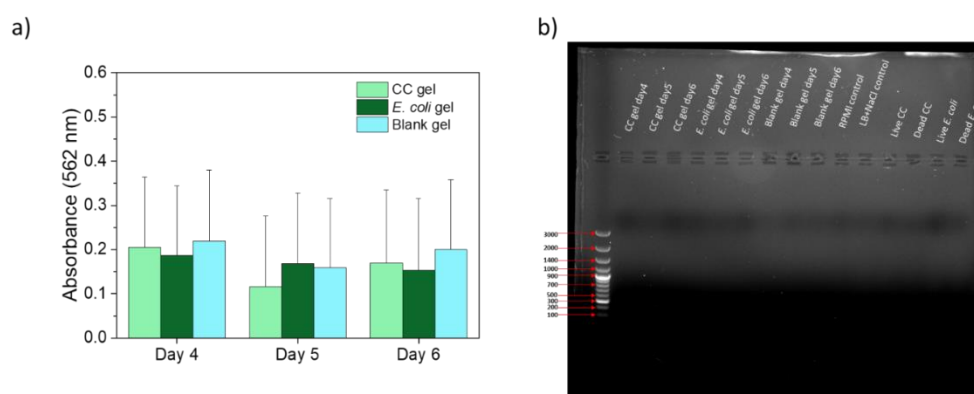 a)
Absorbance (562 nm)
0.6
0.5
0.4
0.3
0.2
0.1
0.0
CC gel
E. coli gel
Blank gel
Day 4
Day 5
Day 6
b)
CC gel day4
CC gel day5
CC gel day6
E. coli gel day4
E. coli gel day5
E. coli gel day6
Blank gel day4
Blank gel day5
Blank gel day6
RPMI control
LB+NaCl control
Live CC
Dead CC
Live E. coli
Dead E.
3000
2000
1400
1000
900
700
500
300
200
100